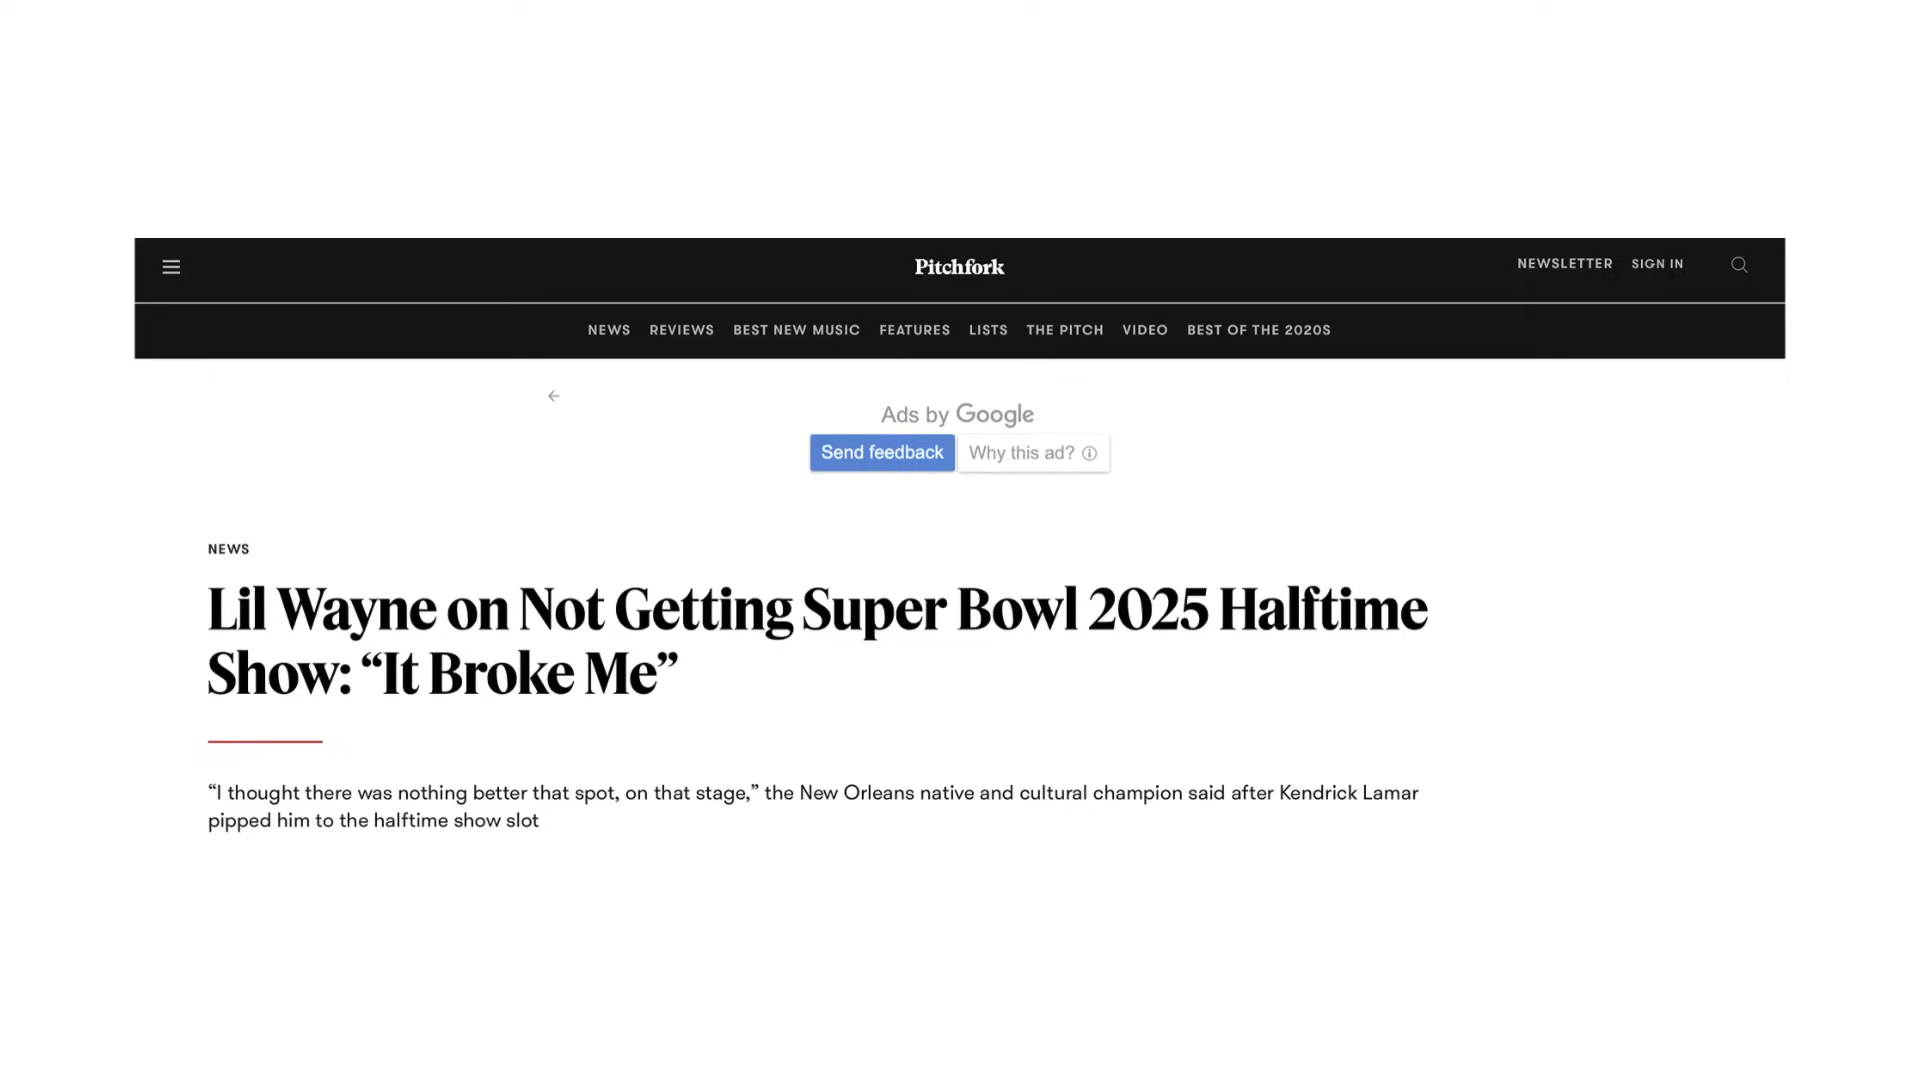 Pitchfork
NEWSLETTER SIGN IN
NEWS REVIEWS BEST NEW MUSIC FEATURES LISTS THE PITCH VIDEO BEST OF THE 2020S
Ads by Google
Send feedback Why this ad?
NEWS
Lil Wayne on Not Getting Super Bowl 2025 Halftime
Show: “It Broke Me”
“I thought there was nothing better that spot, on that stage,” the New Orleans native and cultural champion said after Kendrick Lamar
pipped him to the halftime show slot